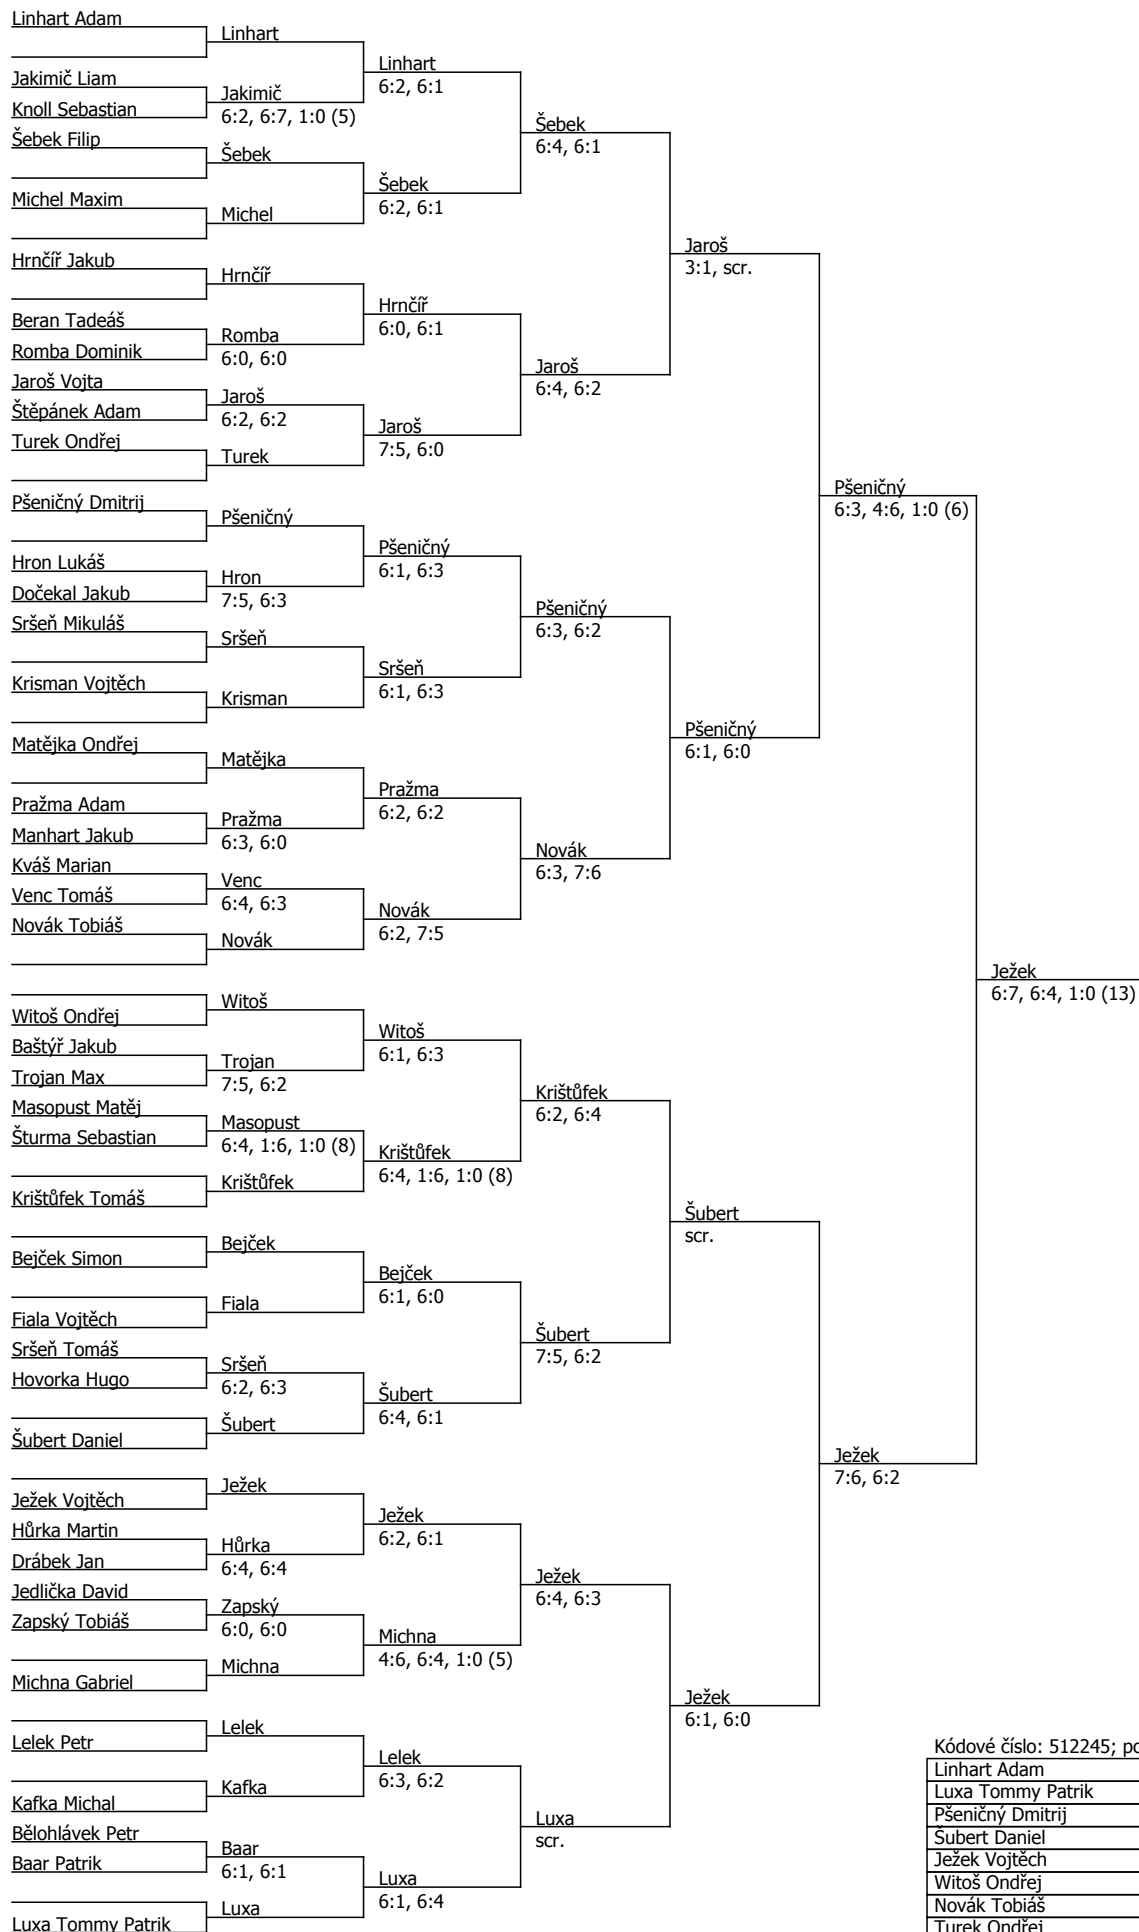 Linhart Adam
Jakimič Liam
Knoll Sebastian
Šebek Filip
Michel Maxim
Hrnčíř Jakub
Beran Tadeáš
Romba Dominik
Jaroš Vojta
Štěpánek Adam
Turek Ondřej
Pšeničný Dmitrij
Hron Lukáš
Dočekal Jakub
Sršeň Mikuláš
Krisman Vojtěch
Matějka Ondřej
Pražma Adam
Manhart Jakub
Kváš Marian
Venc Tomáš
Novák Tobiáš
Witoš Ondřej
Baštýř Jakub
Trojan Max
Masopust Matěj
Šturma Sebastian
Krištůfek Tomáš
Bejček Simon
Fiala Vojtěch
Sršeň Tomáš
Hovorka Hugo
Šubert Daniel
Ježek Vojtěch
Hůrka Martin
Drábek Jan
Jedlička David
Zapský Tobiáš
Michna Gabriel
Lelek Petr
Kafka Michal
Bělohlávek Petr
Baar Patrik
Luxa Tommy Patrik
Linhart
Jakimič
6:2, 6:7, 1:0 (5)
Šebek
Michel
Hrnčíř
Romba
6:0, 6:0
Jaroš
6:2, 6:2
Turek
Pšeničný
Hron
7:5, 6:3
Sršeň
Krisman
Matějka
Pražma
6:3, 6:0
Venc
6:4, 6:3
Novák
Witoš
Trojan
7:5, 6:2
Masopust
6:4, 1:6, 1:0 (8)
Krištůfek
Bejček
Fiala
Sršeň
6:2, 6:3
Šubert
Ježek
Hůrka
6:4, 6:4
Zapský
6:0, 6:0
Michna
Lelek
Kafka
Baar
6:1, 6:1
Luxa
Linhart
6:2, 6:1
Šebek
6:2, 6:1
Hrnčíř
6:0, 6:1
Jaroš
7:5, 6:0
Pšeničný
6:1, 6:3
Sršeň
6:1, 6:3
Pražma
6:2, 6:2
Novák
6:2, 7:5
Witoš
6:1, 6:3
Krištůfek
6:4, 1:6, 1:0 (8)
Bejček
6:1, 6:0
Šubert
6:4, 6:1
Ježek
6:2, 6:1
Michna
4:6, 6:4, 1:0 (5)
Lelek
6:3, 6:2
Luxa
6:1, 6:4
Šebek
6:4, 6:1
Jaroš
6:4, 6:2
Pšeničný
6:3, 6:2
Novák
6:3, 7:6
Krištůfek
6:2, 6:4
Šubert
7:5, 6:2
Ježek
6:4, 6:3
Luxa
scr.
Jaroš
3:1, scr.
Pšeničný
6:1, 6:0
Šubert
scr.
Ježek
6:1, 6:0
Pšeničný
6:3, 4:6, 1:0 (6)
Ježek
7:6, 6:2
Ježek
6:7, 6:4, 1:0 (13)
Kódové číslo: 512245; po
Linhart Adam
Luxa Tommy Patrik
Pšeničný Dmitrij
Šubert Daniel
Ježek Vojtěch
Witoš Ondřej
Novák Tobiáš
Turek Ondřej